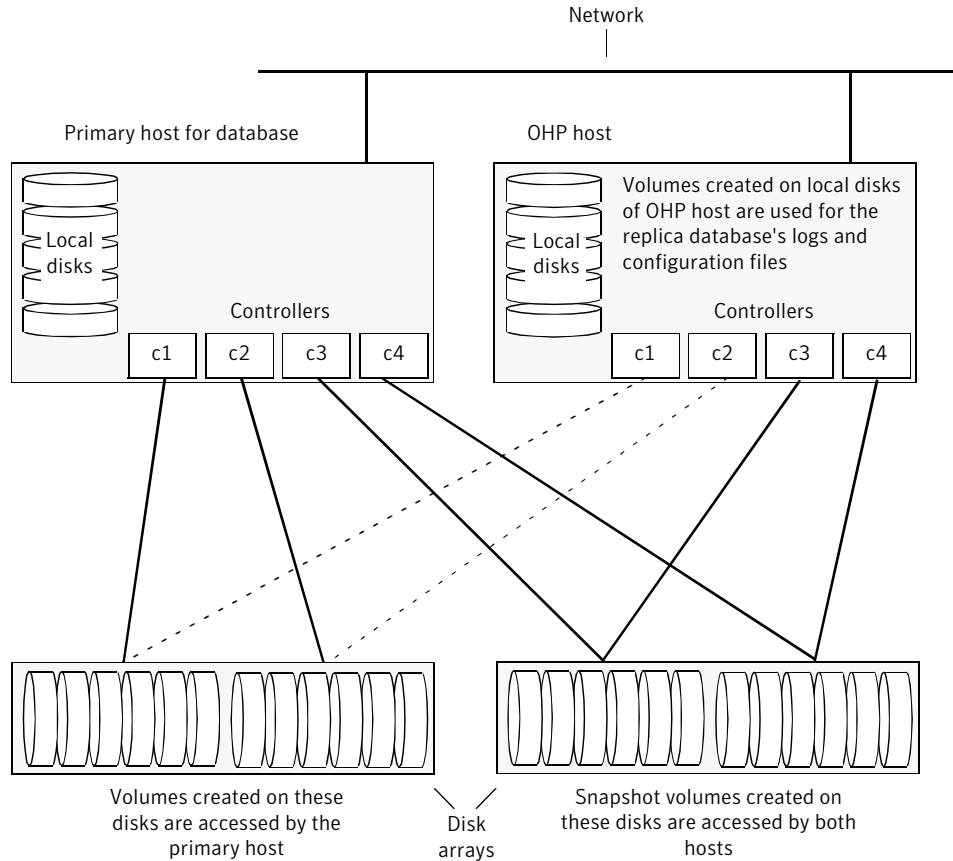 Network
Primary host for database
OHP host
Local
disks
Controllers
c1
c2
c3
c4
Volumes created on local disks
of OHP host are used for the
replica database's logs and
configuration files
Local
disks
Controllers
c1
c2
c3
c4
Volumes created on these
disks are accessed by the
primary host
Disk
arrays
Snapshot volumes created on
these disks are accessed by both
hosts